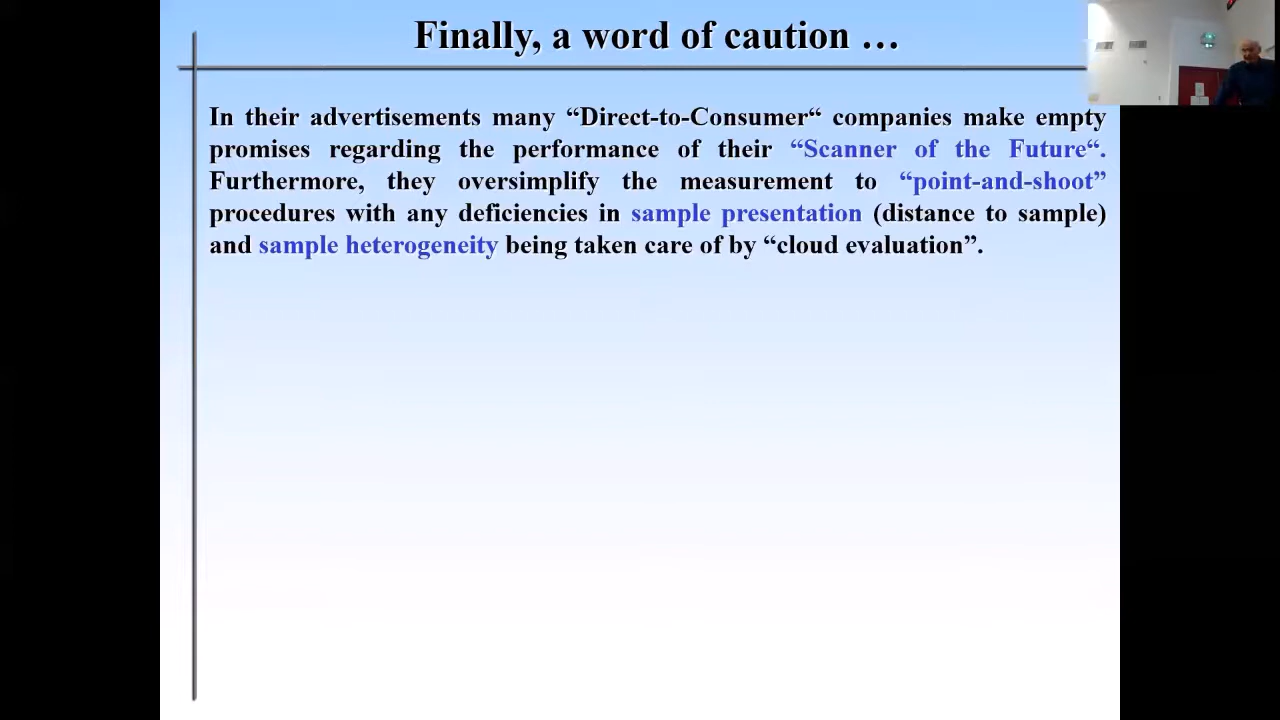 Finally, a word of caution …
In their advertisements many “Direct-to-Consumer“ companies make empty
promises regarding the performance of their “Scanner of the Future“.
Furthermore, they oversimplify the measurement to “point-and-shoot”
procedures with any deficiencies in sample presentation (distance to sample)
and sample heterogeneity being taken care of by “cloud evaluation”.